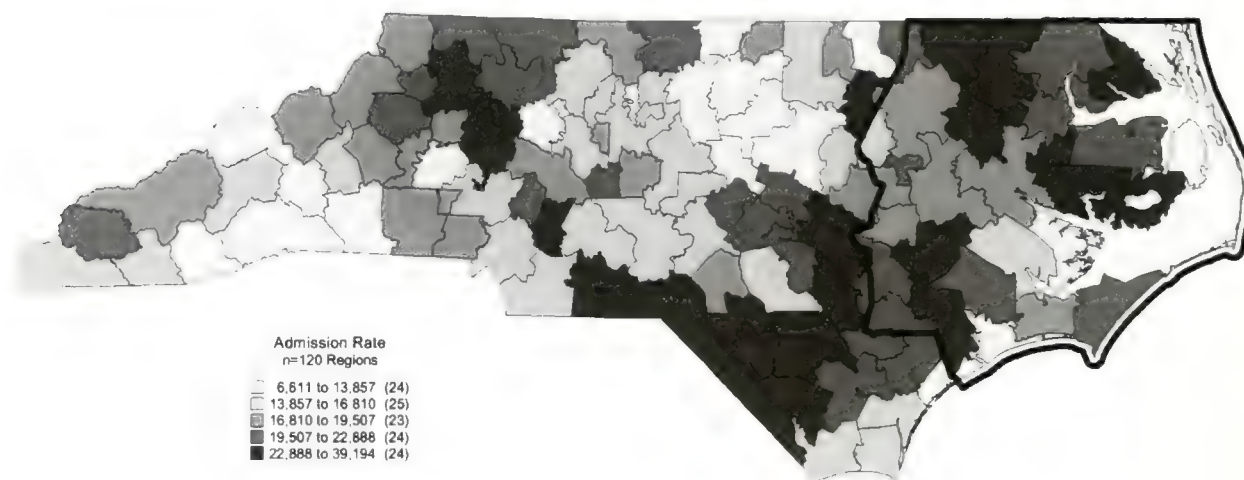 Admission Rate
n=120 Regions
6,611 to 13,857 (24)
13,857 to 16 810 (25)
16,810 to 19,507 (23)
19,507 to 22,888 (24)
22,888 to 39,194 (24)